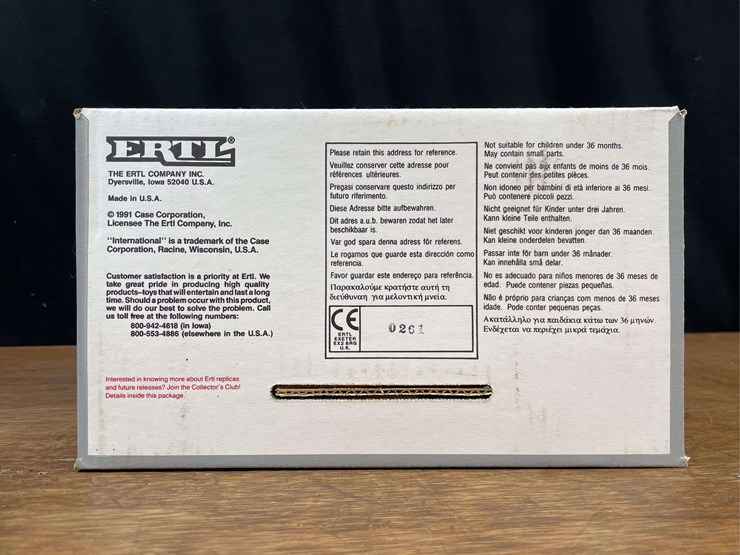 ERTL®
THE ERTL COMPANY INC.
Dyersville, Iowa 52040 U.S.A.
Made in U.S.A.
© 1991 Case Corporation,
Licensee The Ertl Company, Inc.
"International" is a trademark of the Case
Corporation, Racine, Wisconsin, U.S.A.
Customer satisfaction is a priority at Ertl. We
take great pride in producing high quality
products–toys that will entertain and last a long
time. Should a problem occur with this product,
we will do our best to solve the problem. Call
us toll free at the following numbers:
800-942-4618 (in Iowa)
800-553-4886 (elsewhere in the U.S.A.)
Interested in knowing more about Ertl replicas
and future releases? Join the Collector's Club!
Details inside this package.
Please retain this address for reference.
Veuillez conserver cette adresse pour
références ultérieures.
Pregasi conservare questo indirizzo per
futuro riferimento.
Diese Adresse bitte aufbewahren.
Dit adres a.u.b. bewaren zodat het later
beschikbaar is.
Var god spara denna adress för referens.
Le rogamos que guarde esta dirección como
referencia.
Favor guardar este endereço para referência.
Παρακαλούμε κρατήστε αυτή τη
διεύθυναη για μελοντική μνεία.
CE
ERTL
EXETER
EX2 8AG
U.K.
0261
Not suitable for children under 36 months.
May contain small parts.
Ne convient pas aux enfants de moins de 36 mois.
Peut contenir des petites pièces.
Non idoneo per bambini di età inferiore ai 36 mesi.
Può contenere piccoli pezzi.
Nicht geeignet für Kinder unter drei Jahren.
Kann kleine Teile enthalten.
Niet geschikt voor kinderen jonger dan 36 maanden.
Kan kleine onderdelen bevatten.
Passar inte för barn under 36 månader.
Kan innehålla små delar.
No es adecuado para niños menores de 36 meses de
edad. Puede contener piezas pequeñas.
Não é próprio para crianças com menos de 36 meses
idade. Pode conter pequenas peças.
Ακατάλληλο για παιδάκια κάτω των 36 μηνών.
Ενδέχεται να περιέχει μικρά τεμάχια.